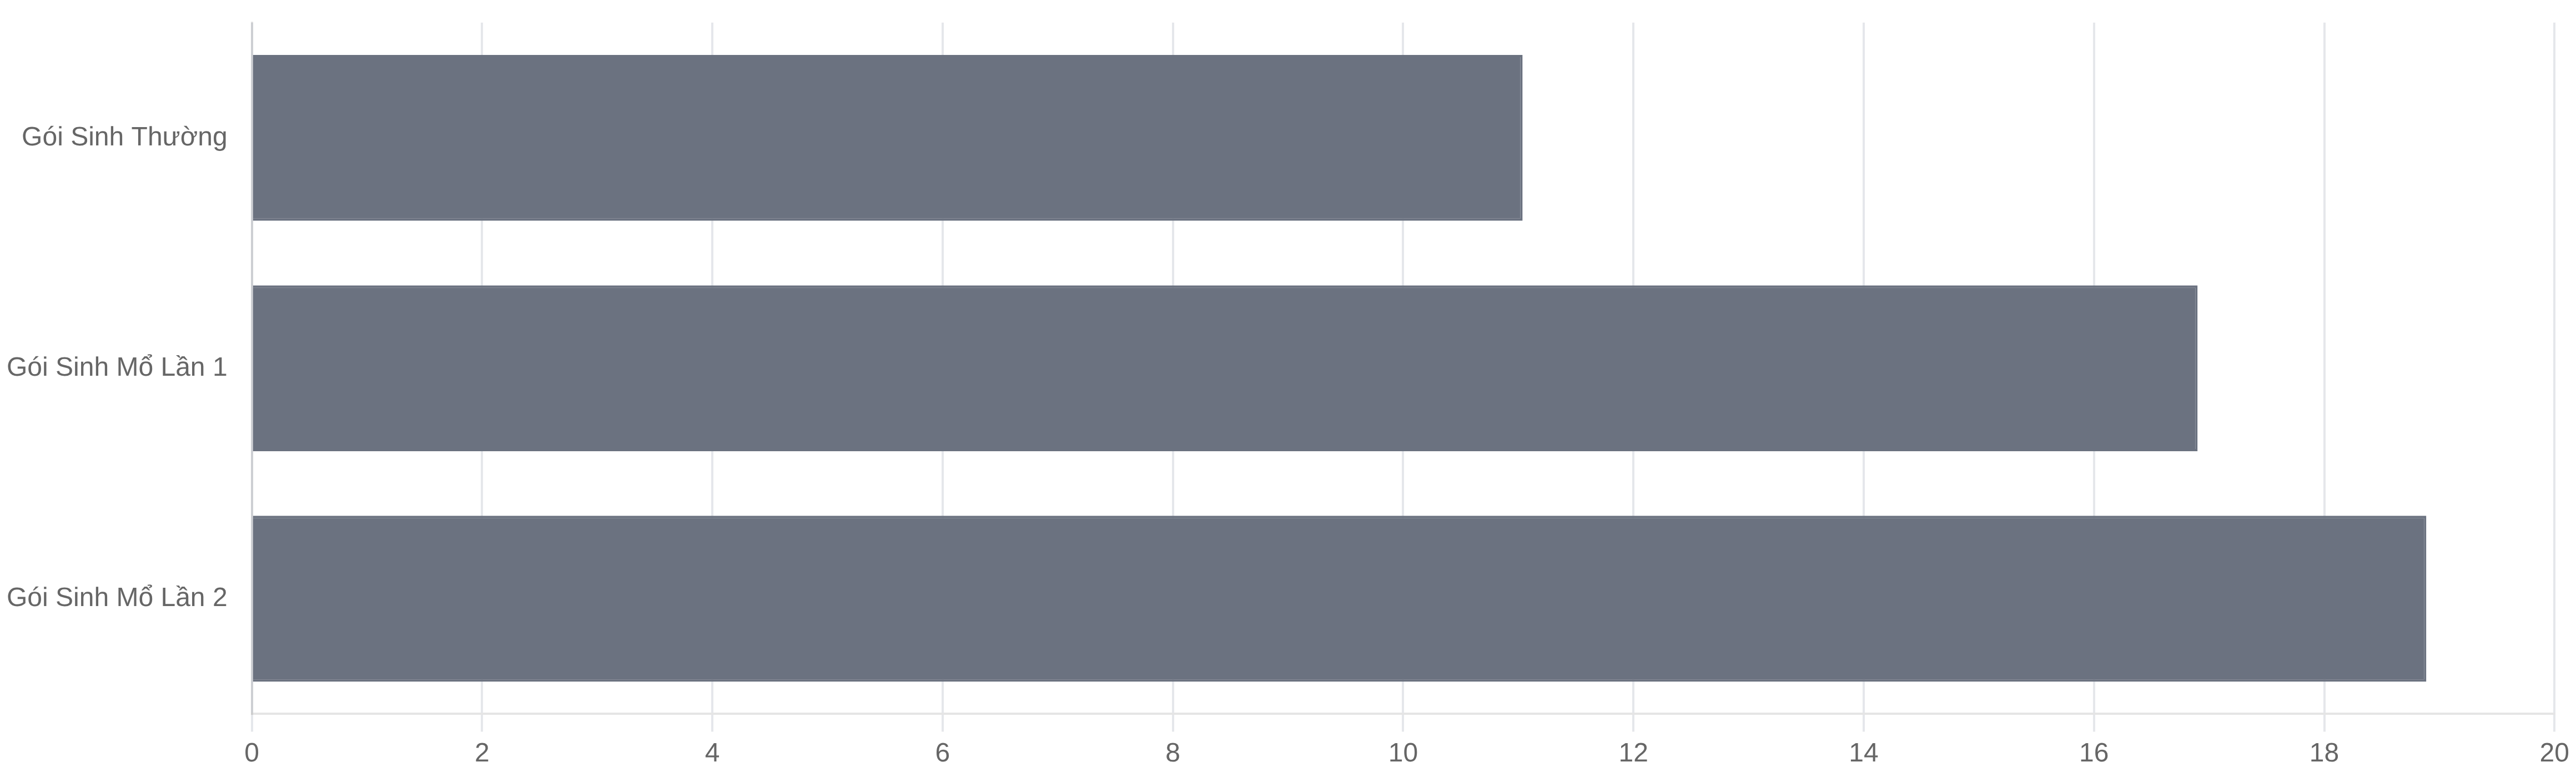 Gói Sinh Thường
Gói Sinh Mổ Lần 1
Gói Sinh Mổ Lần 2
0 2 4 6 8 10 12 14 16 18 20